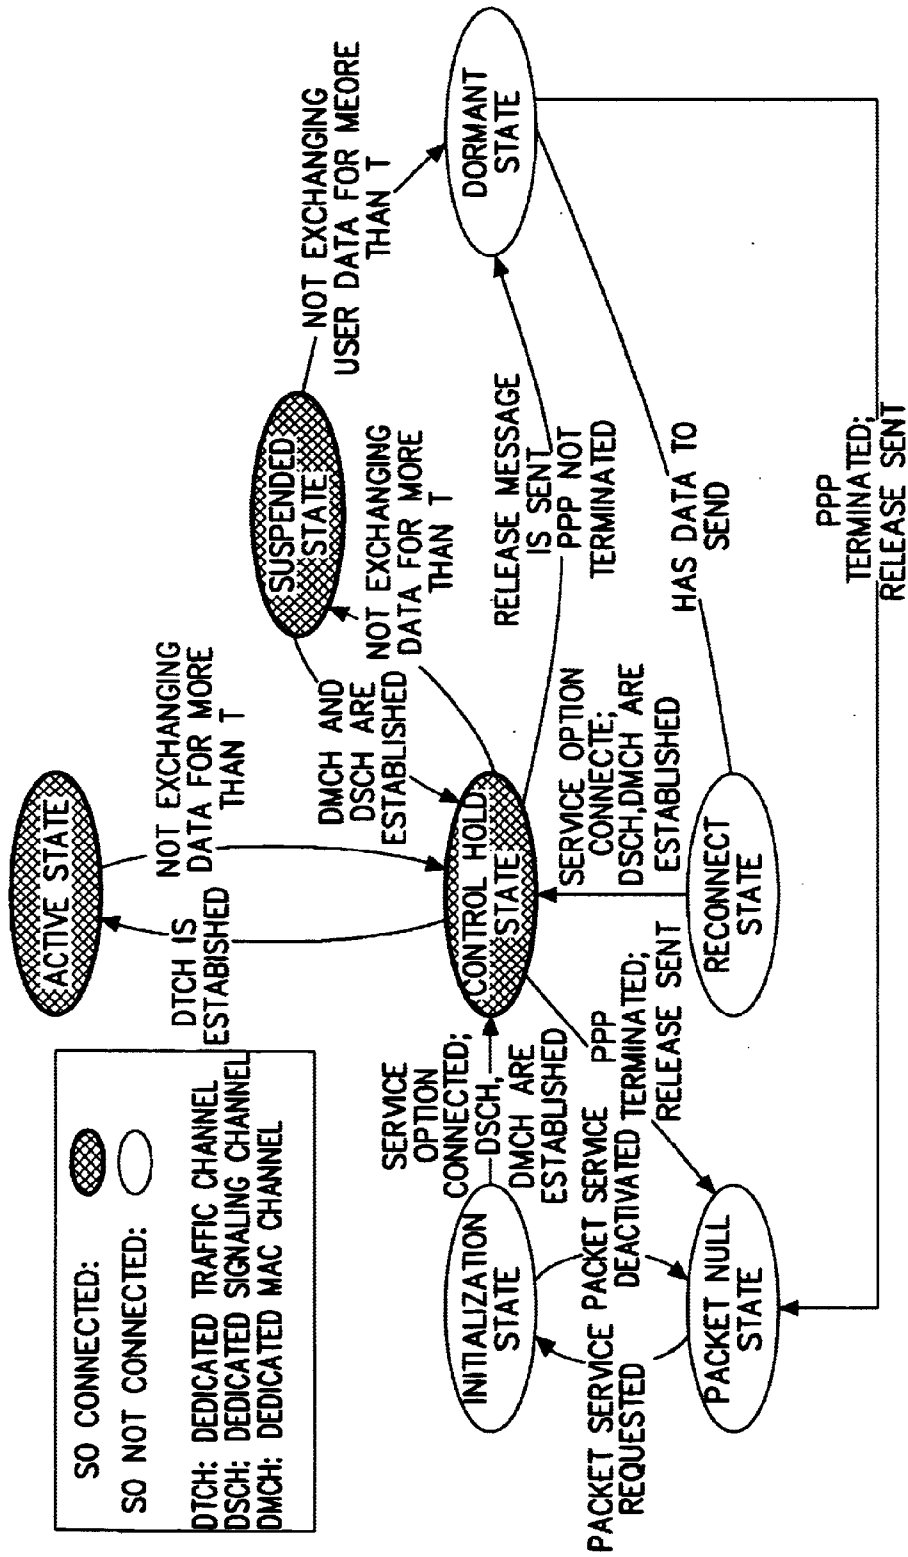 SO CONNECTED:
SO NOT CONNECTED:
DTCH: DEDICATED TRAFFIC CHANNEL
DSCH: DEDICATED SIGNALING CHANNEL
DMCH: DEDICATED MAC CHANNEL
ACTIVE STATE
DTCH IS
ESTABISHED
NOT EXCHANGING
DATA FOR MORE
THAN T
SUSPENDED
STATE
NOT EXCHANGING
USER DATA FOR MEORE
THAN T
DMCH AND
DSCH ARE
ESTABLISHED
NOT EXCHANGING
DATA FOR MORE
THAN T
SERVICE
OPTION
CONNECTED;
DSCH,
DMCH ARE
ESTABLISHED
INITIALIZATION
STATE
CONTROL HOLD
STATE
RELEASE MESSAGE
IS SENT
PPP NOT
TERMINATED
DORMANT
STATE
PACKET SERVICE
REQUESTED
PACKET SERVICE
DEACTIVATED
PPP
TERMINATED;
RELEASE SENT
SERVICE OPTION
CONNECTE;
DSCH,DMCH ARE
ESTABLISHED
HAS DATA TO
SEND
PACKET NULL
STATE
RECONNECT
STATE
PPP
TERMINATED;
RELEASE SENT